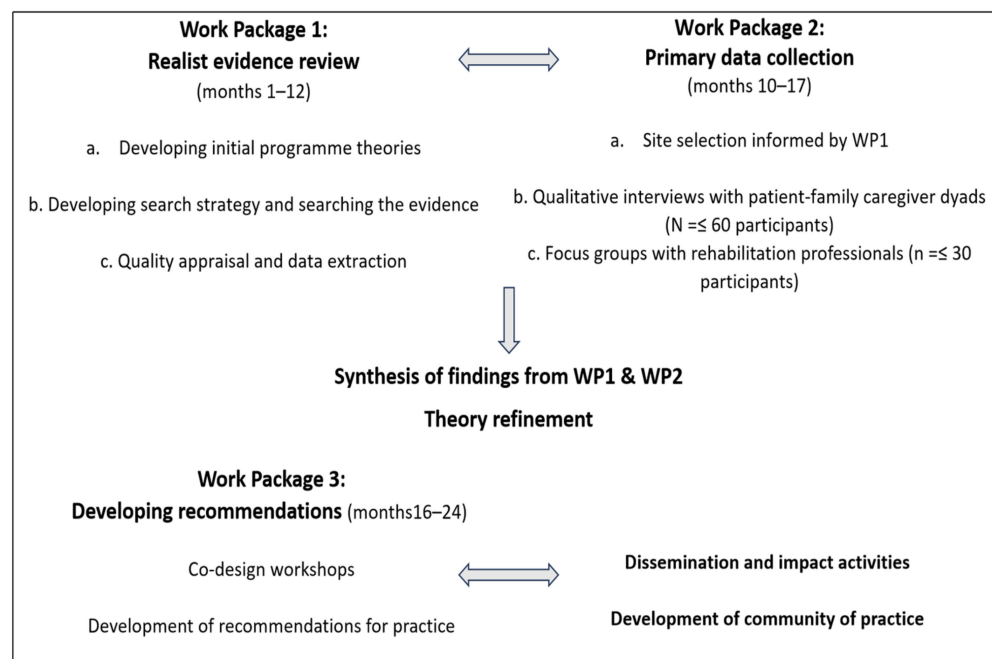 Work Package 1:
Realist evidence review
(months 1–12)
a. Developing initial programme theories
b. Developing search strategy and searching the evidence
c. Quality appraisal and data extraction
Work Package 2:
Primary data collection
(months 10–17)
a. Site selection informed by WP1
b. Qualitative interviews with patient-family caregiver dyads
(N =≤ 60 participants)
c. Focus groups with rehabilitation professionals (n =≤ 30
participants)
Synthesis of findings from WP1 & WP2
Theory refinement
Work Package 3:
Developing recommendations (months16–24)
Co-design workshops
Development of recommendations for practice
Dissemination and impact activities
Development of community of practice